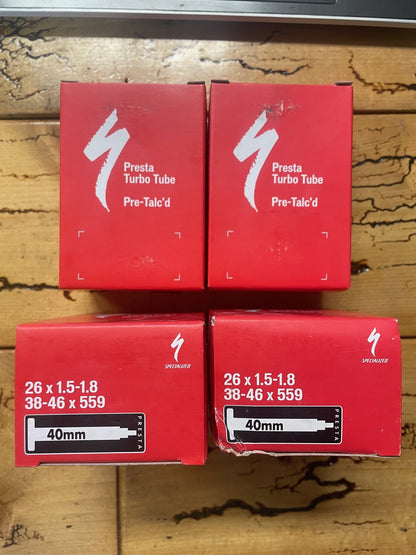 Presta
Turbo Tube
Pre-Talc'd
Presta
Turbo Tube
Pre-Talc'd
SPECIALIZED
26 x 1.5-1.8
38-46 x 559
40mm
PRESTA
SPECIALIZED
26 x 1.5-1.8
38-46 x 559
40mm
PRESTA